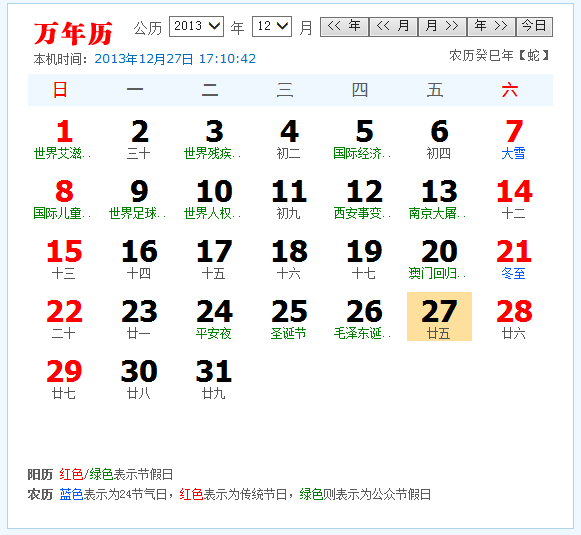 万年历 公历 2013 年 12 月 << 年 << 月 月 >> 年 >> 今日
本机时间: 2013年12月27日 17:10:42 农历癸巳年【蛇】
日 一 二 三 四 五 六
1 2 3 4 5 6 7
世界艾滋.. 三十 世界残疾.. 初二 国际经济.. 初四 大雪
8 9 10 11 12 13 14
国际儿童.. 世界足球.. 世界人权.. 初九 西安事变.. 南京大屠.. 十二
15 16 17 18 19 20 21
十三 十四 十五 十六 十七 澳门回归.. 冬至
22 23 24 25 26 27 28
二十 廿一 平安夜 圣诞节 毛泽东诞.. 廿五 廿六
29 30 31
廿七 廿八 廿九
阳历 红色/绿色表示节假日
农历 蓝色表示为24节气日，红色表示为传统节日，绿色则表示为公众节假日